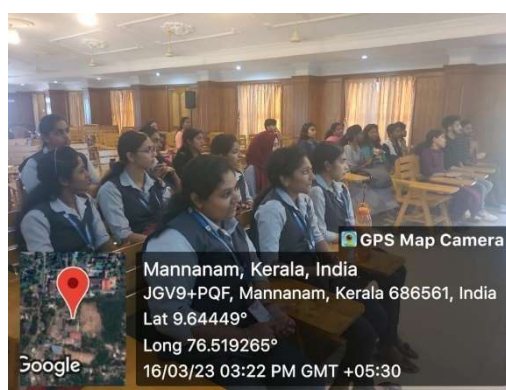 GPS Map Camera
Mannanam, Kerala, India
JGV9+PQF, Mannanam, Kerala 686561, India
Lat 9.64449°
Long 76.519265°
16/03/23 03:22 PM GMT +05:30
Google